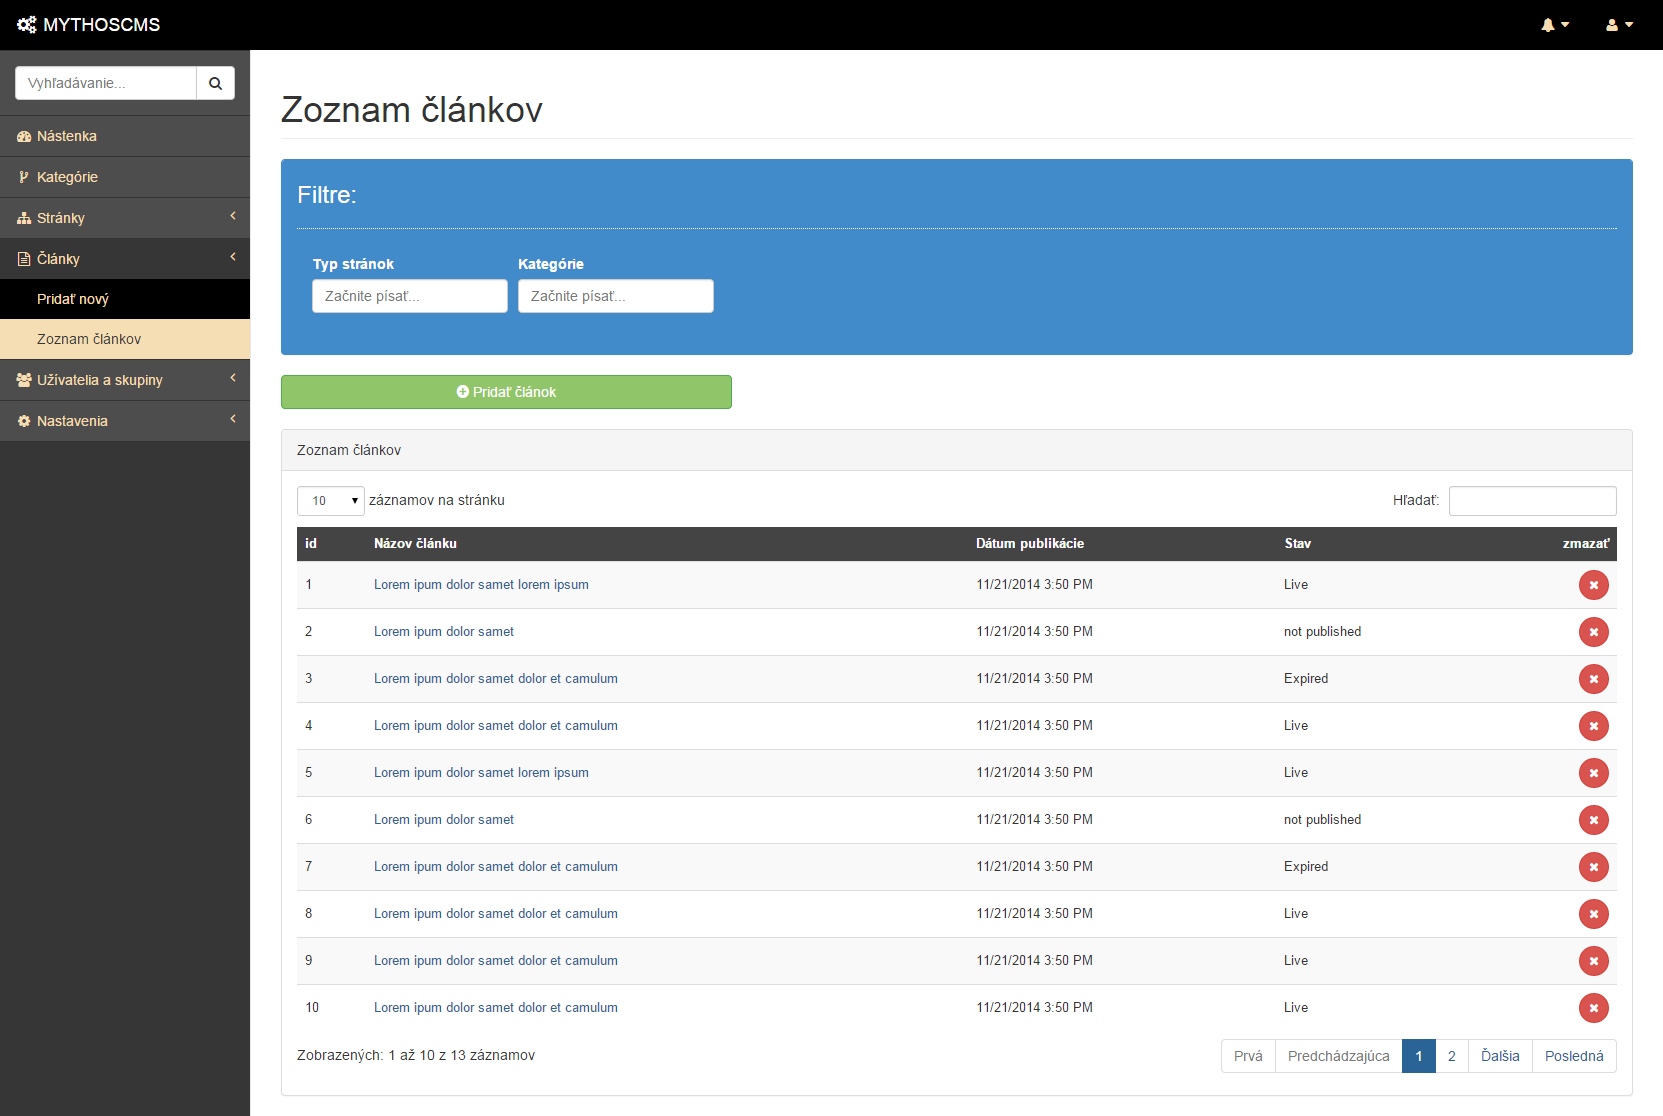 MYTHOSCMS
Vyhľadávanie...
Nástenka
Kategórie
Stránky
Články
Pridať nový
Zoznam článkov
Užívatelia a skupiny
Nastavenia
Zoznam článkov
Filtre:
Typ stránok Kategórie
Začnite písať... Začnite písať...
Pridať článok
Zoznam článkov
10 záznamov na stránku Hľadať:
id Názov článku Dátum publikácie Stav zmazať
1 Lorem ipum dolor samet lorem ipsum 11/21/2014 3:50 PM Live
2 Lorem ipum dolor samet 11/21/2014 3:50 PM not published
3 Lorem ipum dolor samet dolor et camulum 11/21/2014 3:50 PM Expired
4 Lorem ipum dolor samet dolor et camulum 11/21/2014 3:50 PM Live
5 Lorem ipum dolor samet lorem ipsum 11/21/2014 3:50 PM Live
6 Lorem ipum dolor samet 11/21/2014 3:50 PM not published
7 Lorem ipum dolor samet dolor et camulum 11/21/2014 3:50 PM Expired
8 Lorem ipum dolor samet dolor et camulum 11/21/2014 3:50 PM Live
9 Lorem ipum dolor samet dolor et camulum 11/21/2014 3:50 PM Live
10 Lorem ipum dolor samet dolor et camulum 11/21/2014 3:50 PM Live
Zobrazených: 1 až 10 z 13 záznamov Prvá Predchádzajúca 1 2 Ďalšia Posledná